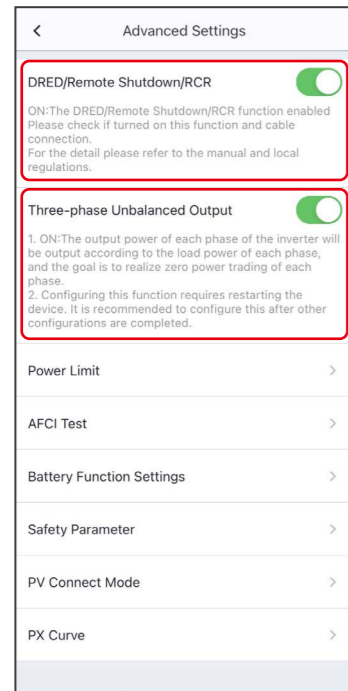 Advanced Settings
DRED/Remote Shutdown/RCR
ON:The DRED/Remote Shutdown/RCR function enabled
Please check if turned on this function and cable
connection.
For the detail please refer to the manual and local
regulations.
Three-phase Unbalanced Output
1. ON:The output power of each phase of the inverter will
be output according to the load power of each phase,
and the goal is to realize zero power trading of each
phase.
2. Configuring this function requires restarting the
device. It is recommended to configure this after other
configurations are completed.
Power Limit
AFCI Test
Battery Function Settings
Safety Parameter
PV Connect Mode
PX Curve